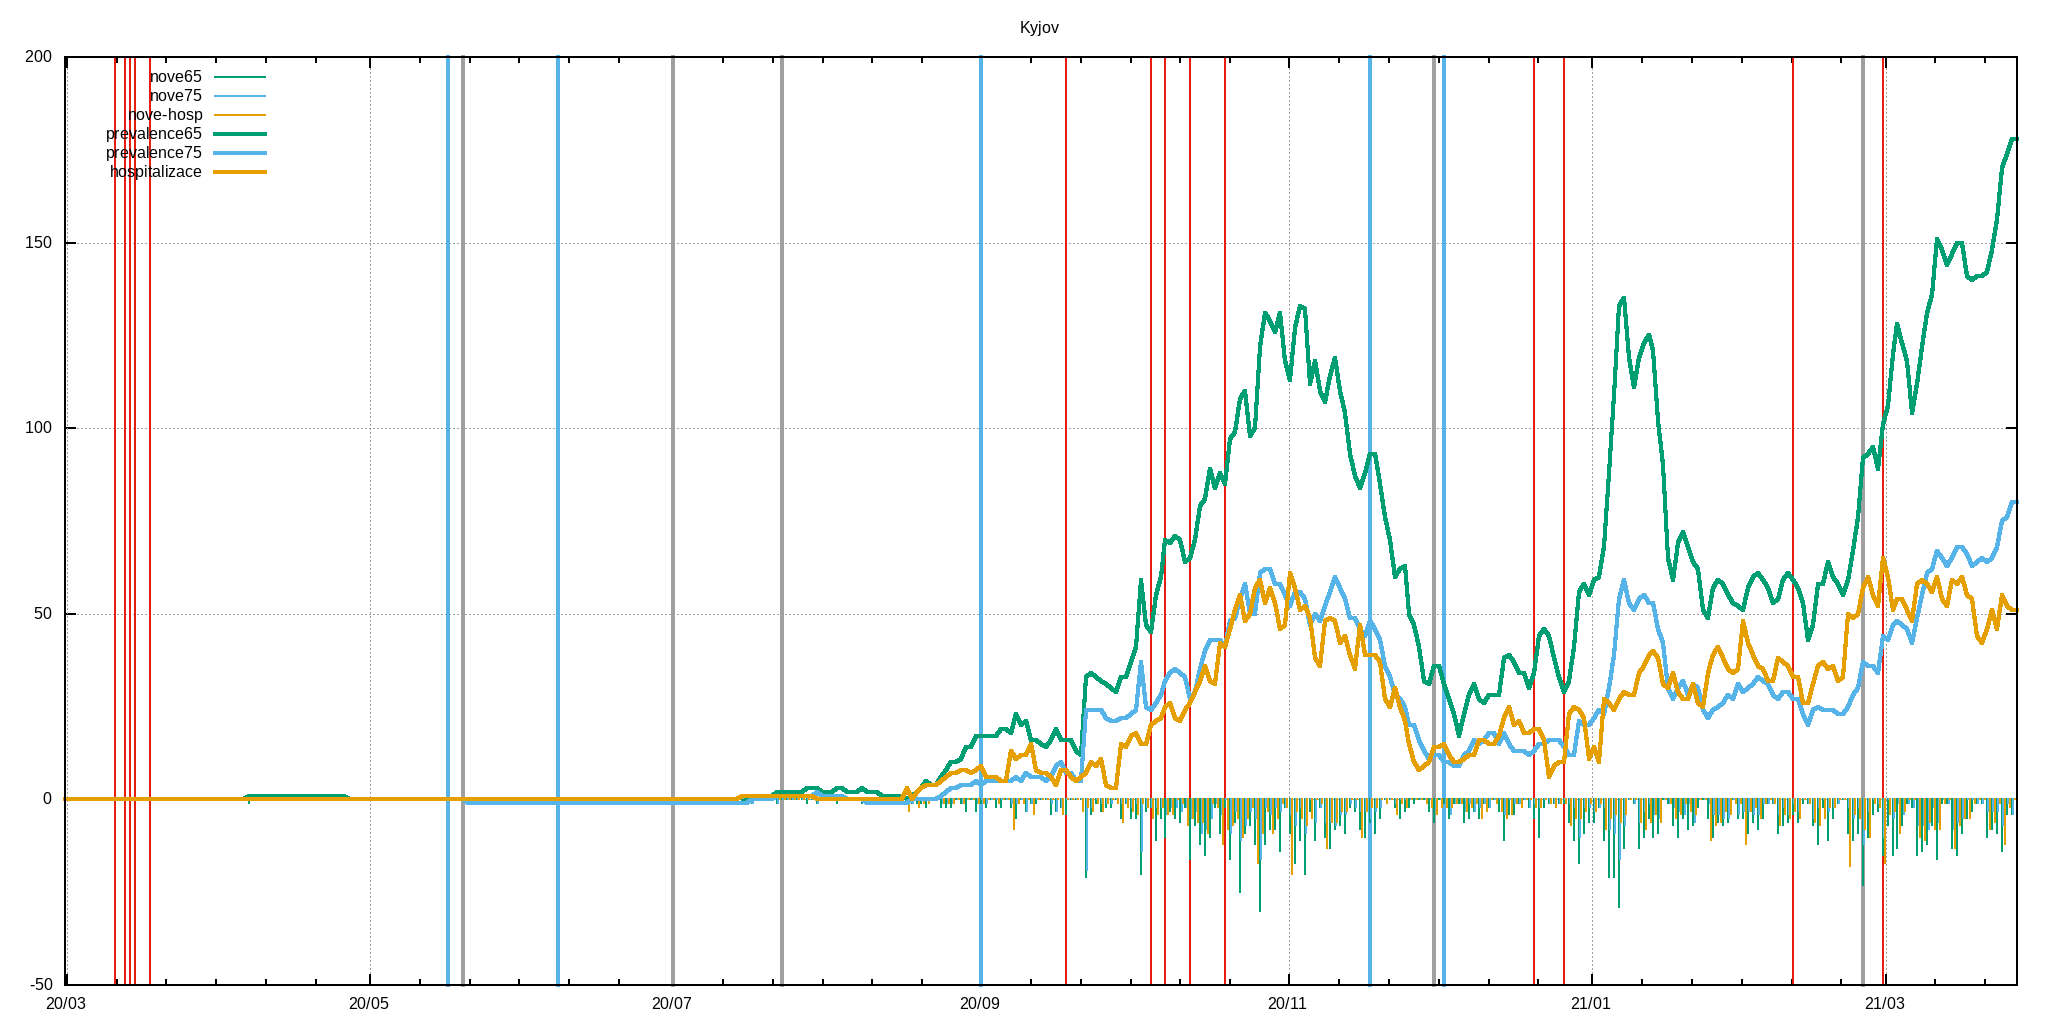 Kyjov
200
nove65
nove75
nove-hosp
prevalence65
prevalence75
hospitalizace
150
100
50
0
-50
20/03 20/05 20/07 20/09 20/11 21/01 21/03